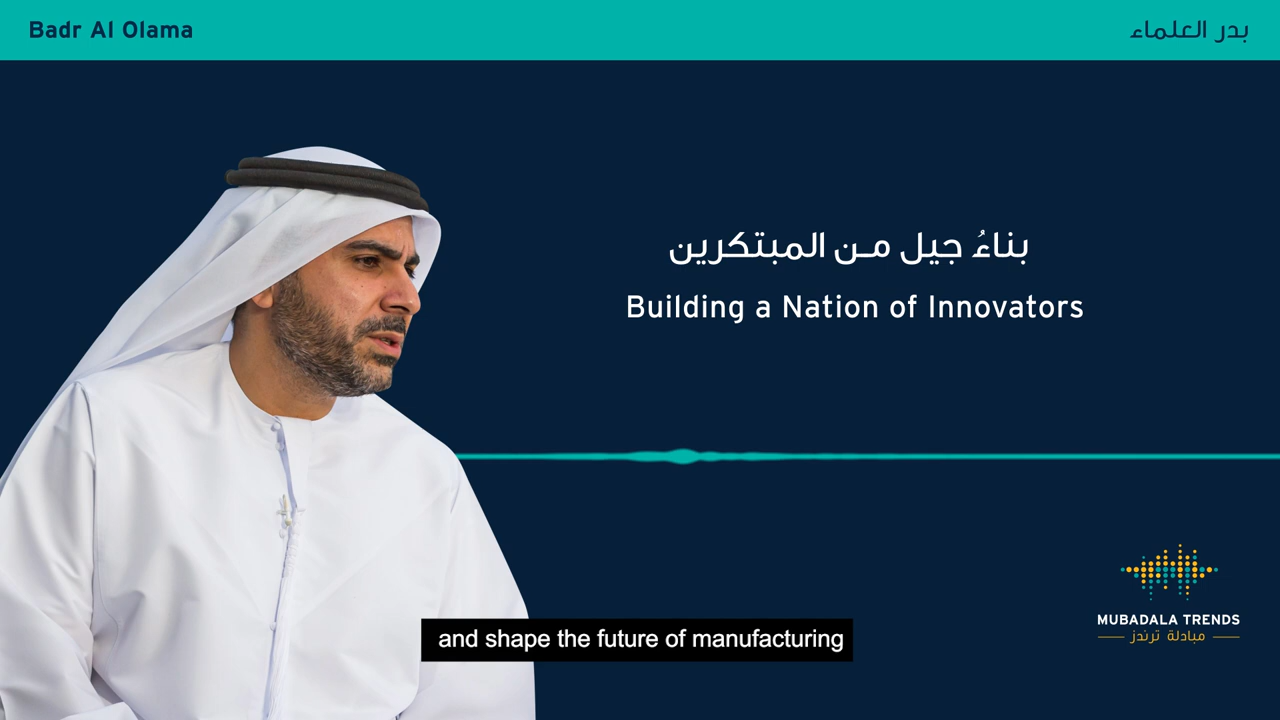 Badr Al Olama
بدر العلماء
بناءُ جيل مـن المبتكرين
Building a Nation of Innovators
and shape the future of manufacturing
MUBADALA TRENDS
مبادلة ترندز